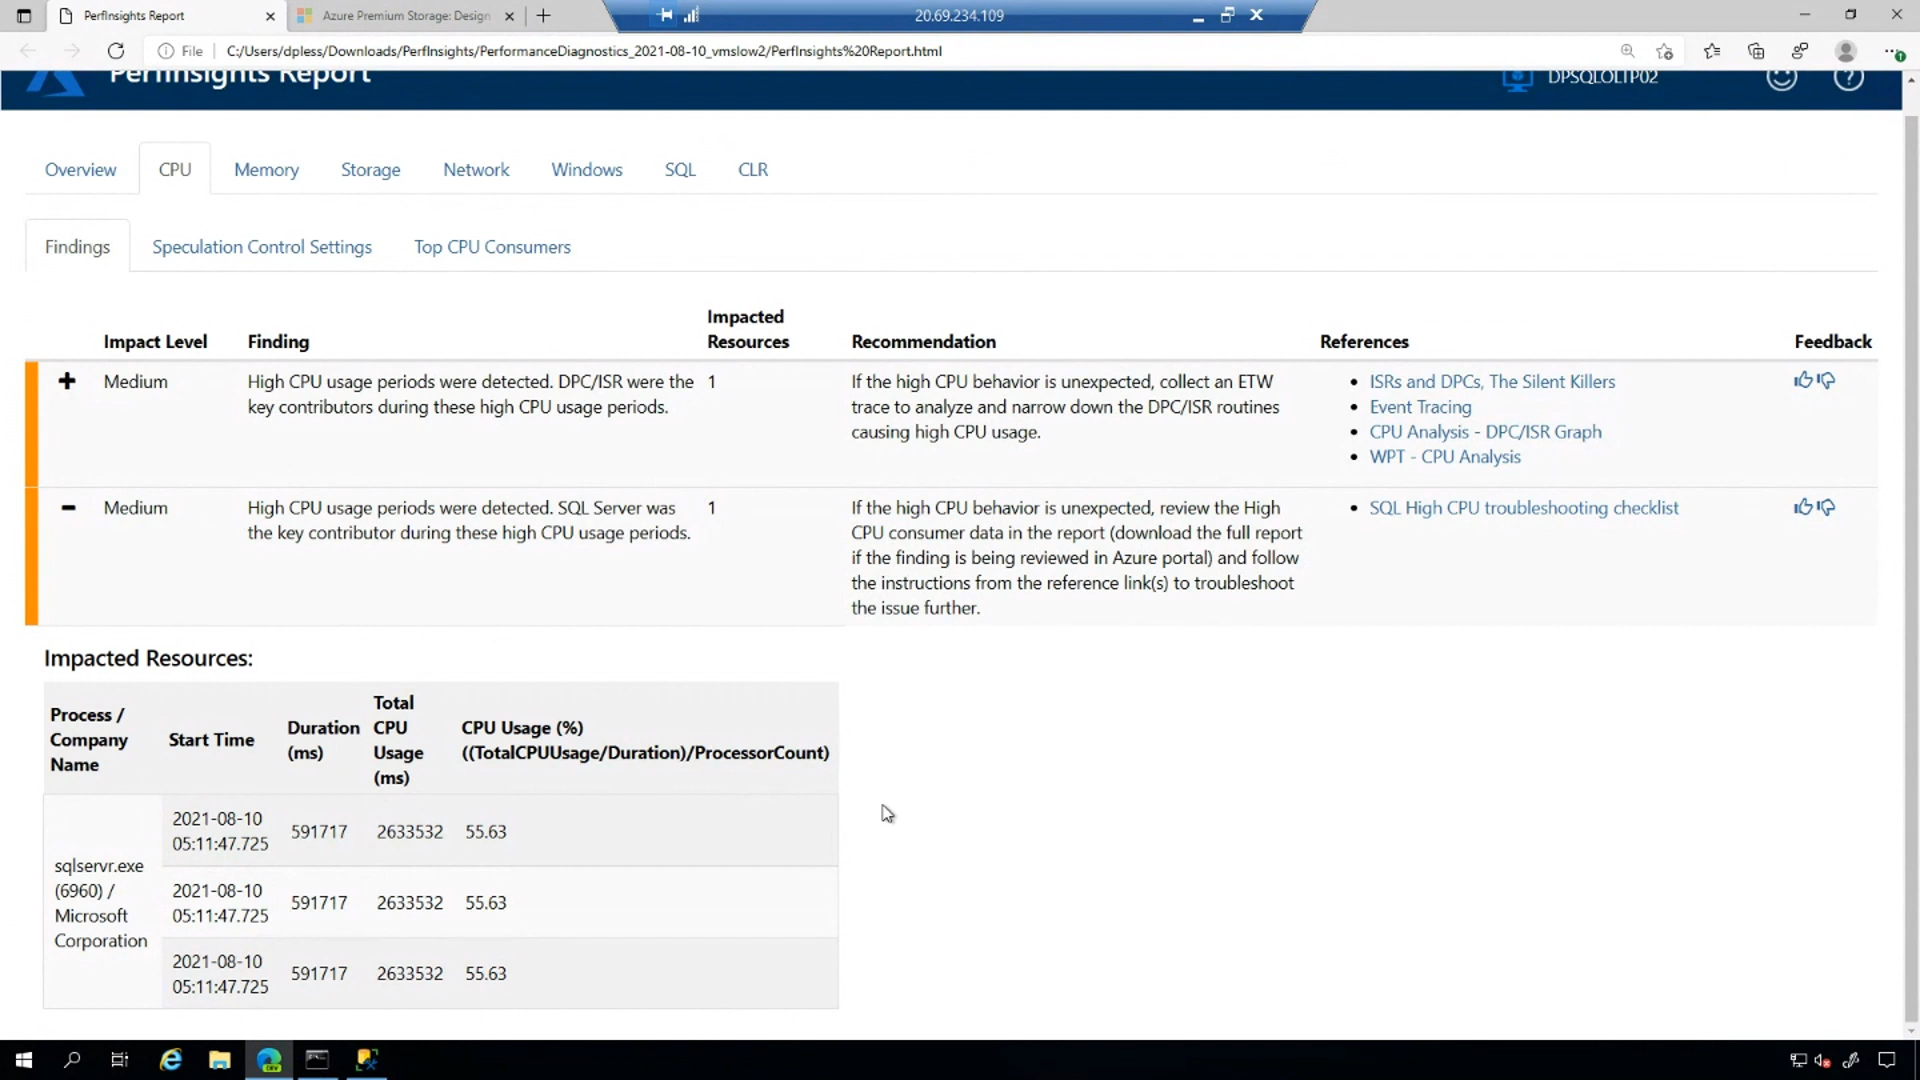 PerfInsights Report
Azure Premium Storage: Design
20.69.234.109
File
C:/Users/dpless/Downloads/PerfInsights/PerformanceDiagnostics_2021-08-10_vmslow2/PerfInsights%20Report.html
PerfInsights Report
DPSQLOLTP02
Overview
CPU
Memory
Storage
Network
Windows
SQL
CLR
Findings
Speculation Control Settings
Top CPU Consumers
Impact Level
Finding
Impacted
Resources
Recommendation
References
Feedback
Medium
High CPU usage periods were detected. DPC/ISR were the
key contributors during these high CPU usage periods.
1
If the high CPU behavior is unexpected, collect an ETW
trace to analyze and narrow down the DPC/ISR routines
causing high CPU usage.
• ISRs and DPCs, The Silent Killers
• Event Tracing
• CPU Analysis - DPC/ISR Graph
• WPT - CPU Analysis
Medium
High CPU usage periods were detected. SQL Server was
the key contributor during these high CPU usage periods.
1
If the high CPU behavior is unexpected, review the High
CPU consumer data in the report (download the full report
if the finding is being reviewed in Azure portal) and follow
the instructions from the reference link(s) to troubleshoot
the issue further.
• SQL High CPU troubleshooting checklist
Impacted Resources:
Process /
Company
Name
Start Time
Duration
(ms)
Total
CPU
Usage
(ms)
CPU Usage (%)
((TotalCPUUsage/Duration)/ProcessorCount)
sqlservr.exe
(6960) /
Microsoft
Corporation
2021-08-10
05:11:47.725
591717
2633532
55.63
2021-08-10
05:11:47.725
591717
2633532
55.63
2021-08-10
05:11:47.725
591717
2633532
55.63